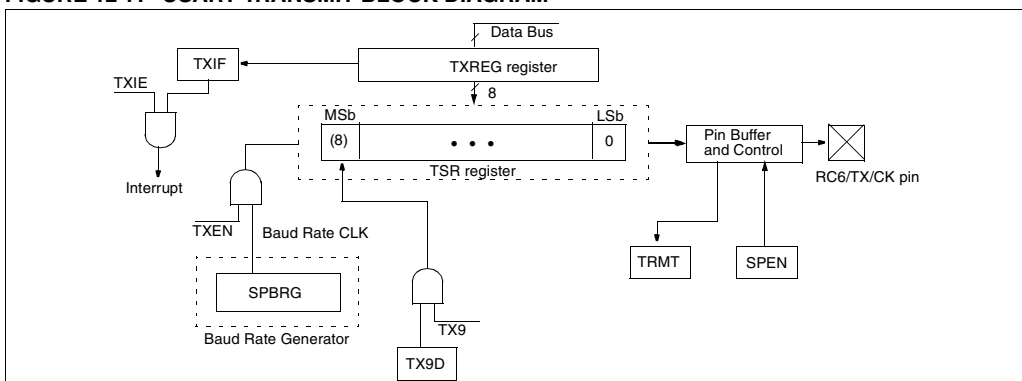 FIGURE 12-1: USART TRANSMIT BLOCK DIAGRAM
Data Bus
TXIF
TXREG register
TXIE
8
MSb
LSb
(8)
• • •
0
Pin Buffer
and Control
TSR register
Interrupt
RC6/TX/CK pin
TXEN
Baud Rate CLK
TRMT
SPEN
SPBRG
TX9
Baud Rate Generator
TX9D